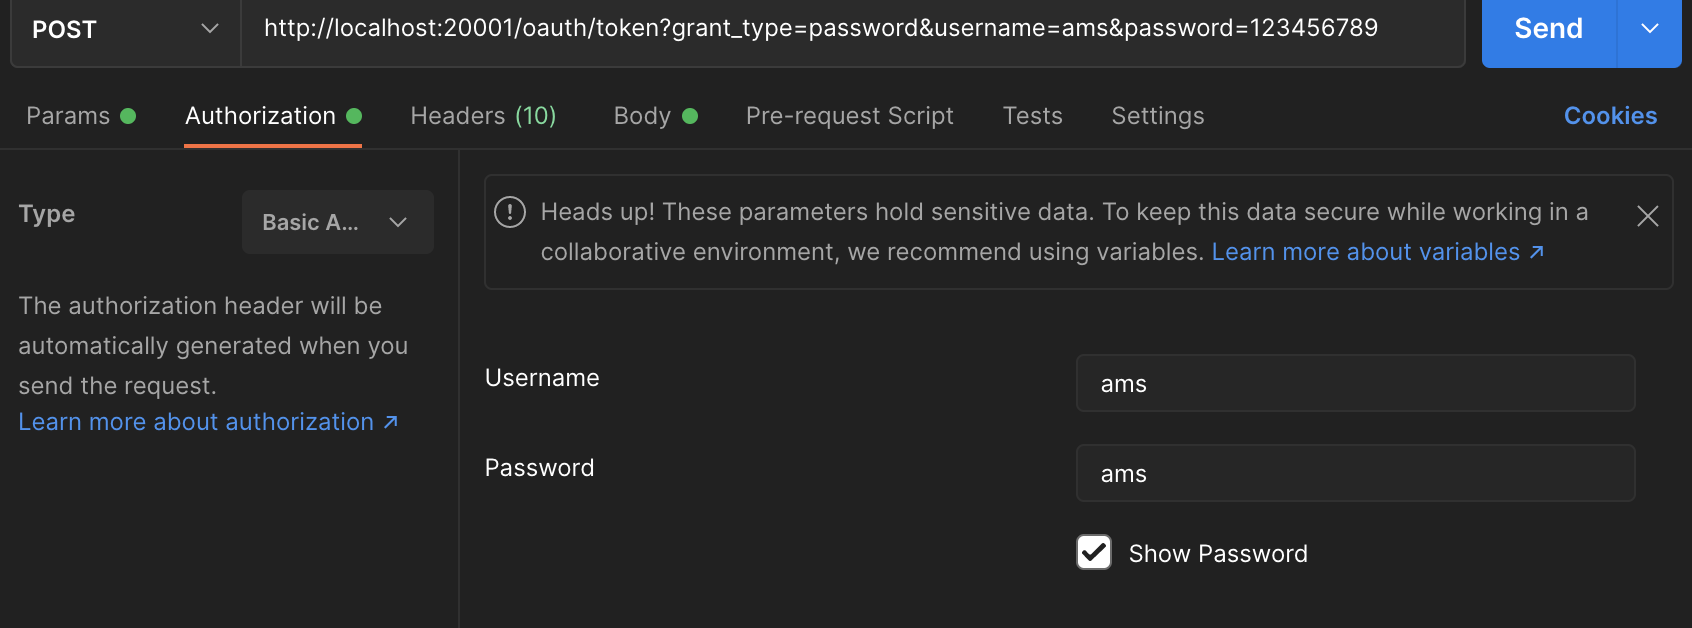 POST http://localhost:20001/oauth/token?grant_type=password&username=ams&password=123456789 Send
Params Authorization Headers (10) Body Pre-request Script Tests Settings Cookies
Type Basic A...
The authorization header will be
automatically generated when you
send the request.
Learn more about authorization ↗
Heads up! These parameters hold sensitive data. To keep this data secure while working in a
collaborative environment, we recommend using variables. Learn more about variables ↗
Username ams
Password ams
Show Password